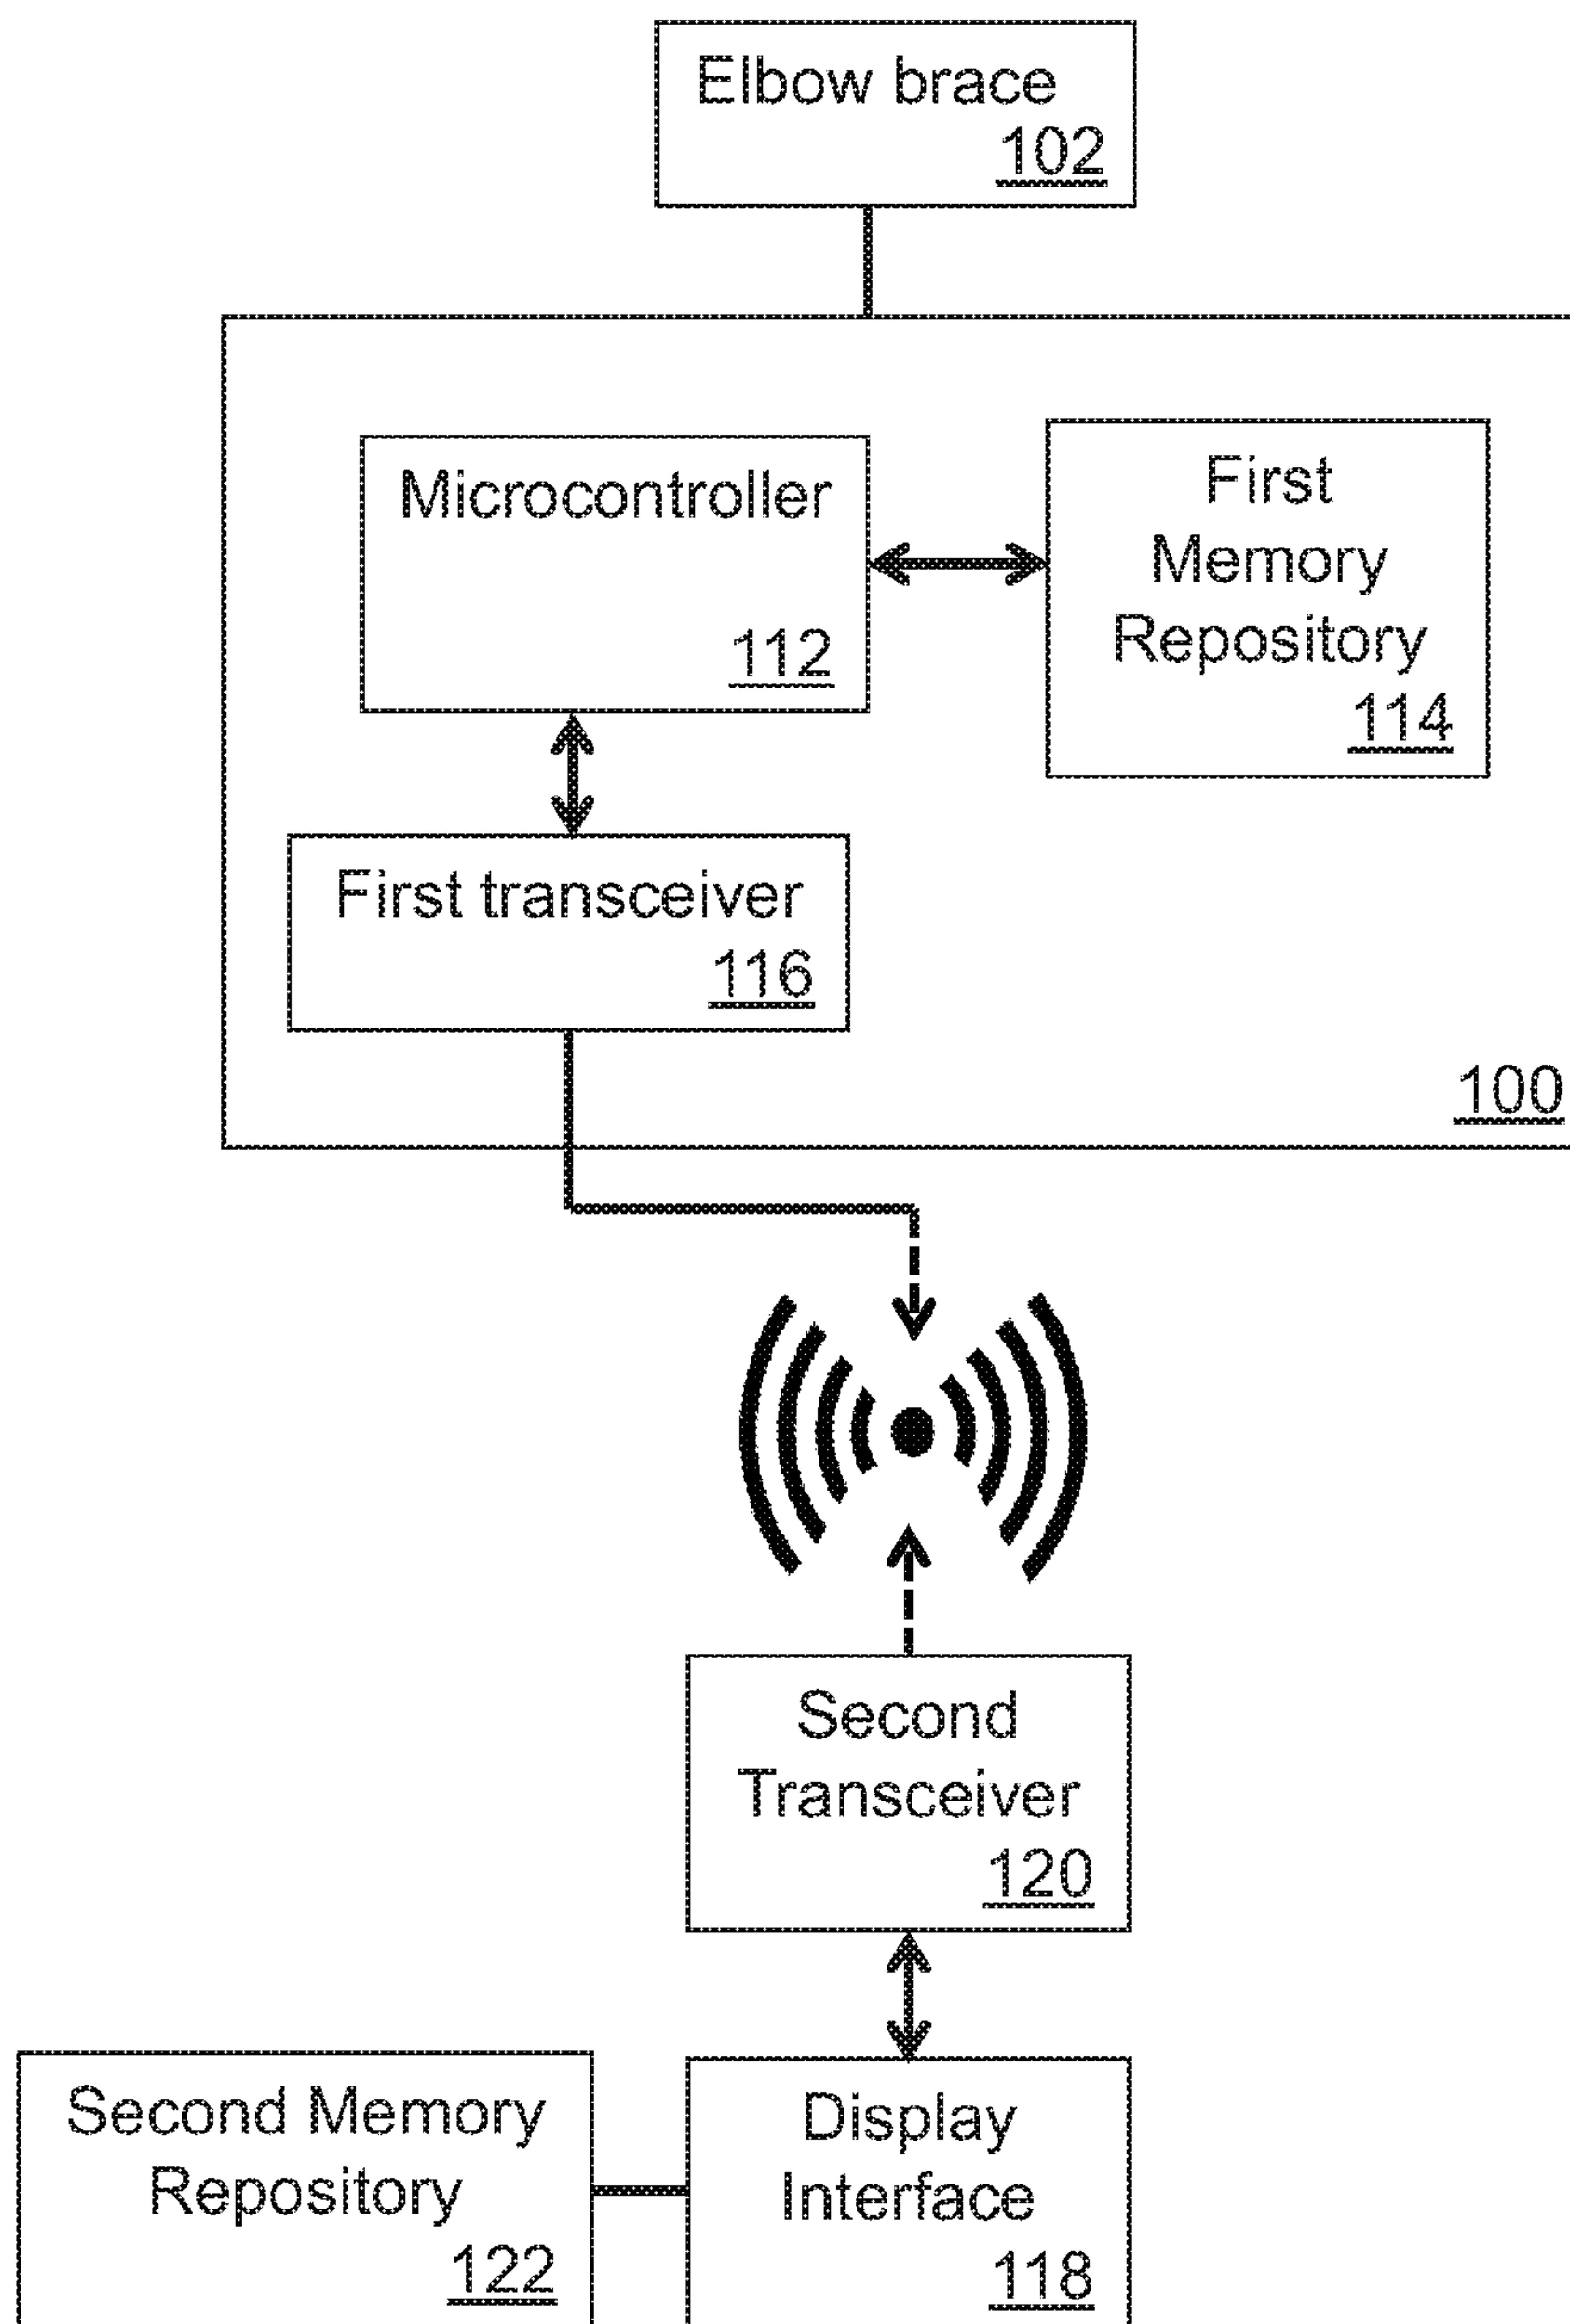 Elbow brace
102
Microcontroller
112
First
Memory
Repository
114
First transceiver
116
100
Second
Transceiver
120
Second Memory
Repository
122
Display
Interface
118